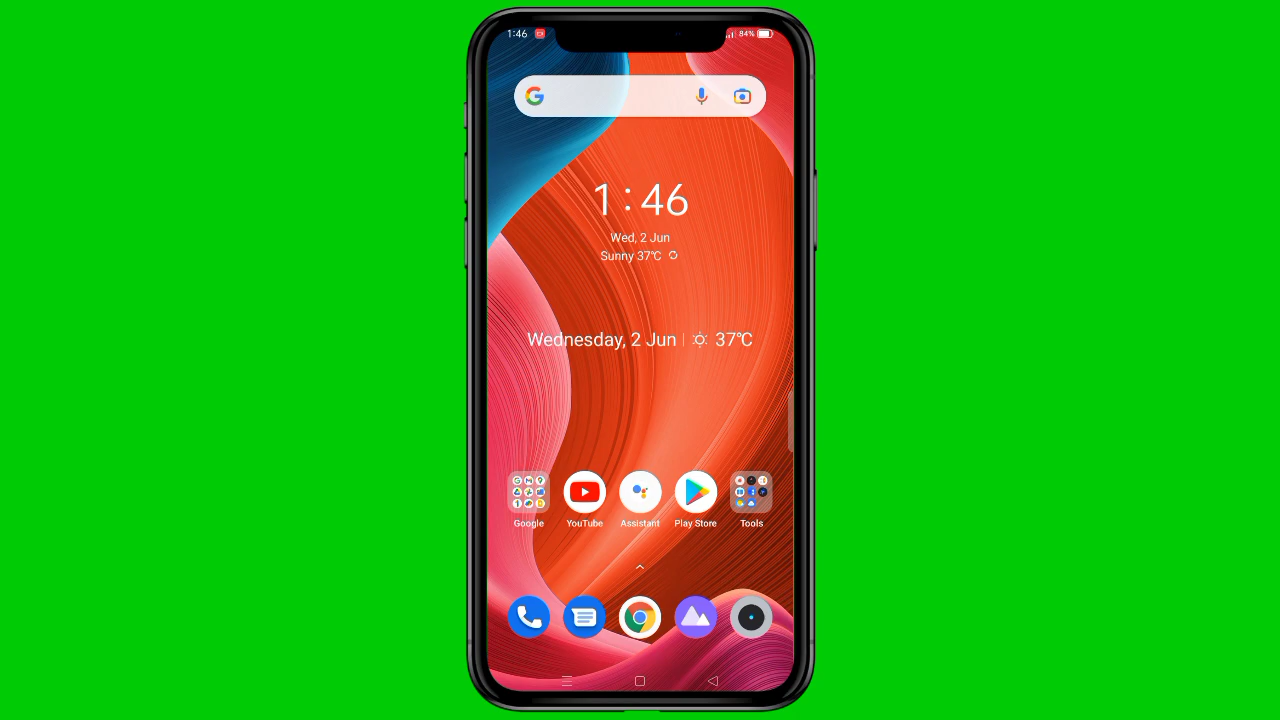 1:46
84%
1:46
Wed, 2 Jun
Sunny 37℃
Wednesday, 2 Jun | 37℃
Google
YouTube
Assistant
Play Store
Tools